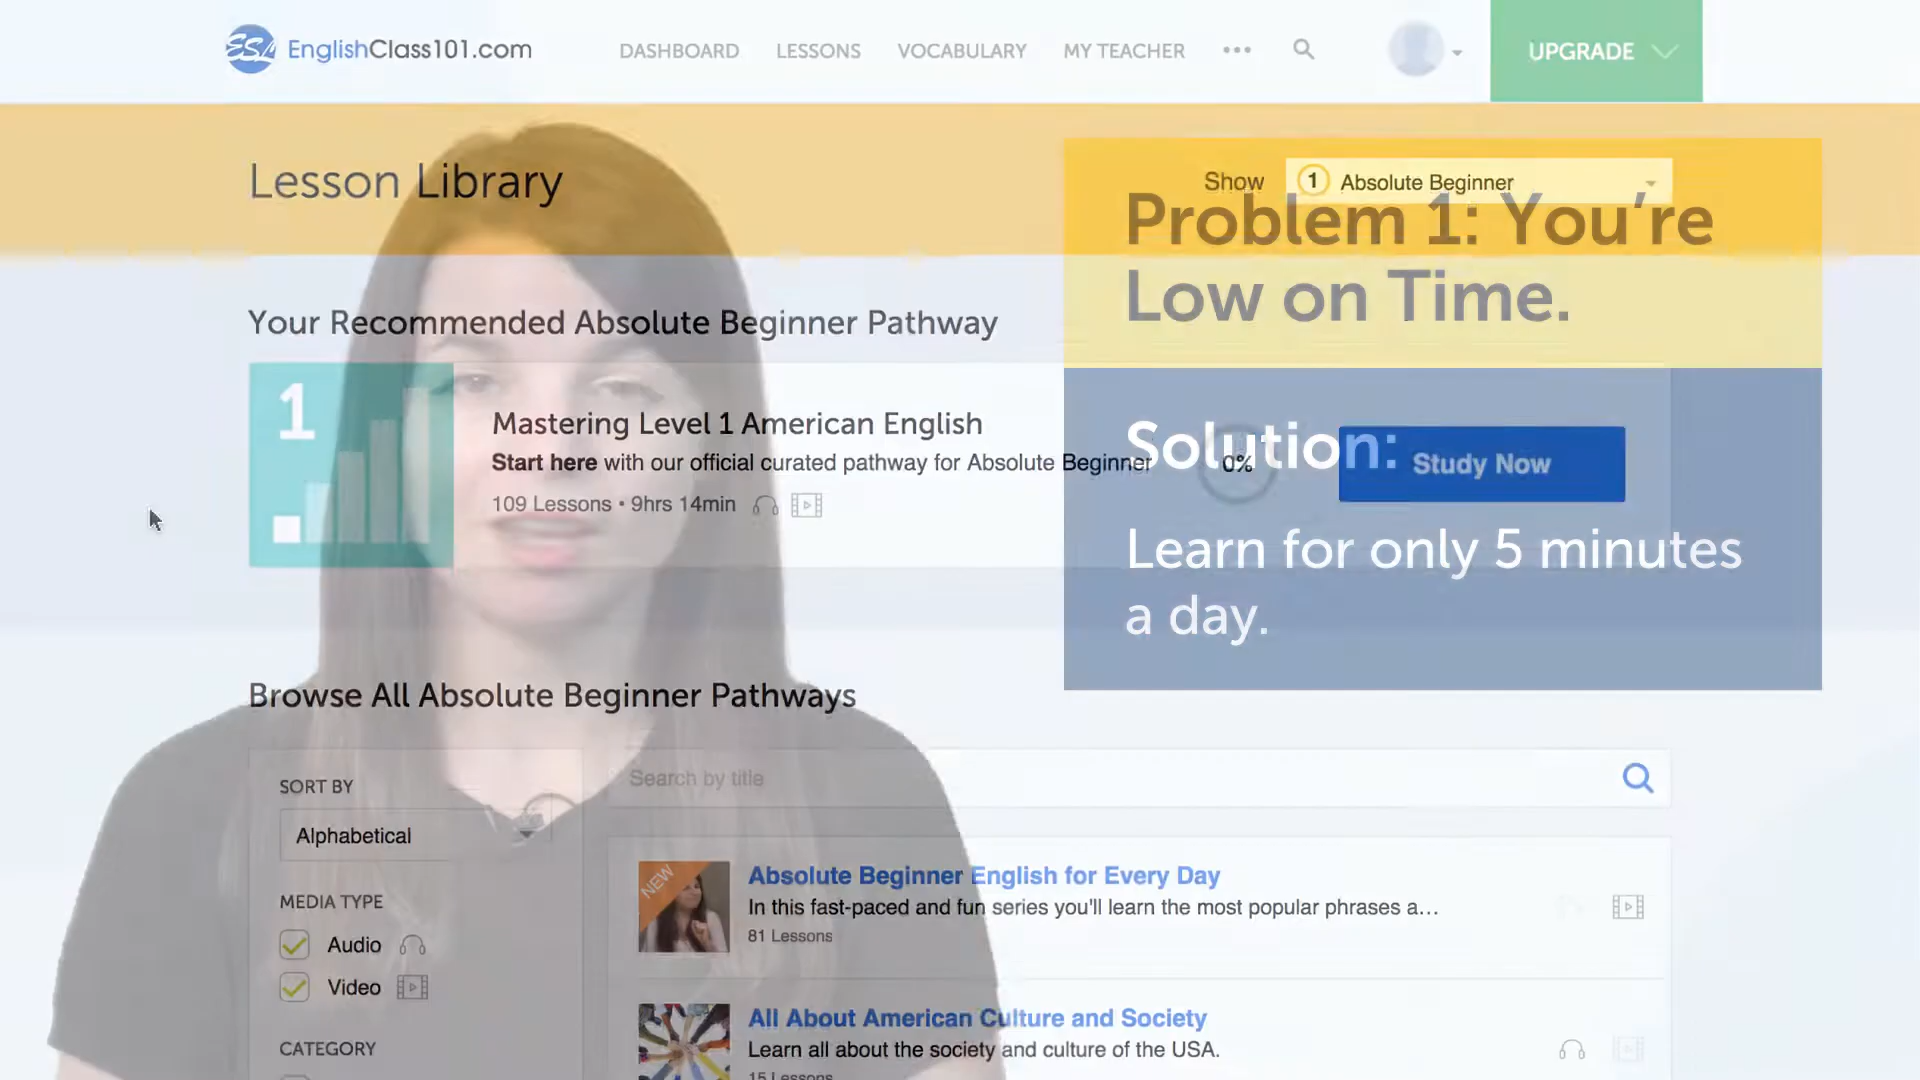 ESL EnglishClass101.com
DASHBOARD LESSONS VOCABULARY MY TEACHER
UPGRADE
Lesson Library
Show 1 Absolute Beginner
Problem 1: You're
Low on Time.
Your Recommended Absolute Beginner Pathway
1
Mastering Level 1 American English
Start here with our official curated pathway for Absolute Beginner
109 Lessons • 9hrs 14min
0%
Study Now
Solution:
Learn for only 5 minutes
a day.
Browse All Absolute Beginner Pathways
SORT BY
Alphabetical
MEDIA TYPE
Audio
Video
CATEGORY
Search by title
NEW
Absolute Beginner English for Every Day
In this fast-paced and fun series you'll learn the most popular phrases a...
81 Lessons
All About American Culture and Society
Learn all about the society and culture of the USA.
15 Lessons